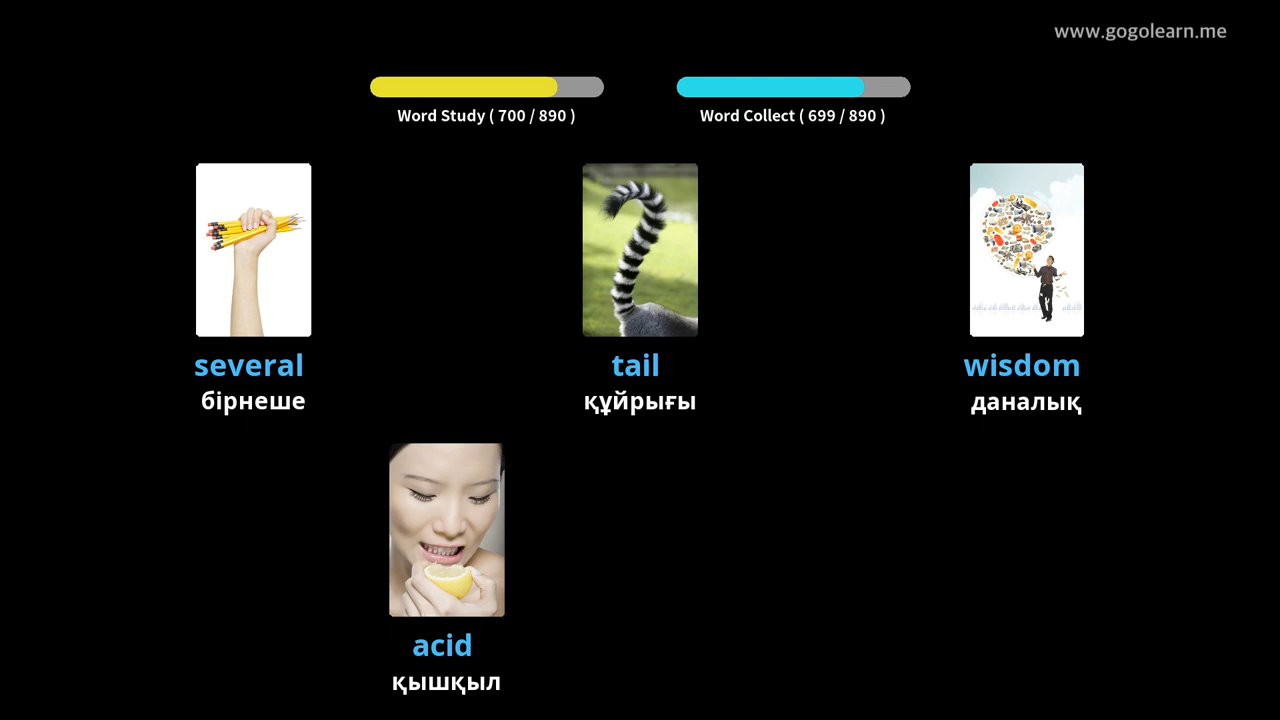 www.gogolearn.me
Word Study ( 700 / 890 )
Word Collect ( 699 / 890 )
several
бірнеше
tail
құйрығы
wisdom
даналық
acid
қышқыл